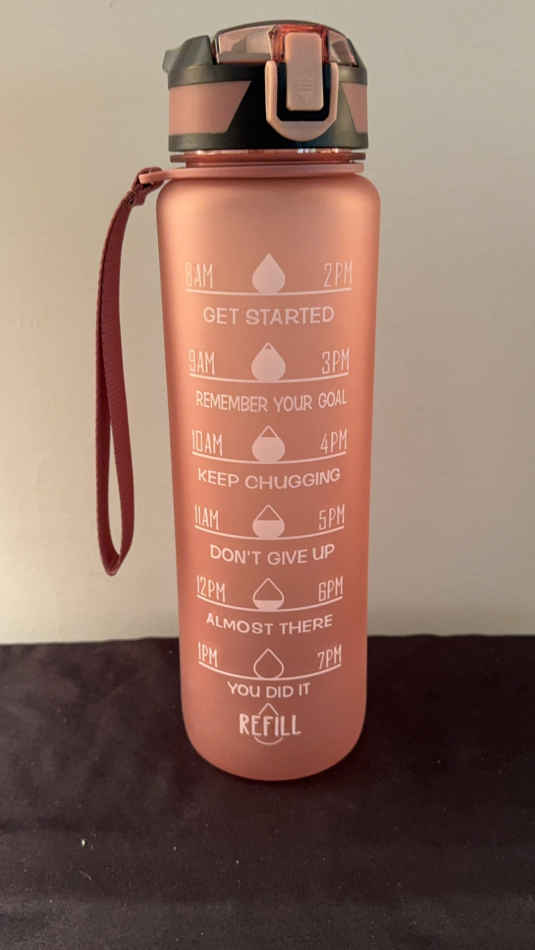 8AM 2PM
GET STARTED
9AM 3PM
REMEMBER YOUR GOAL
10AM 4PM
KEEP CHUGGING
11AM 5PM
DON'T GIVE UP
12PM 6PM
ALMOST THERE
1PM 7PM
YOU DID IT
REFILL